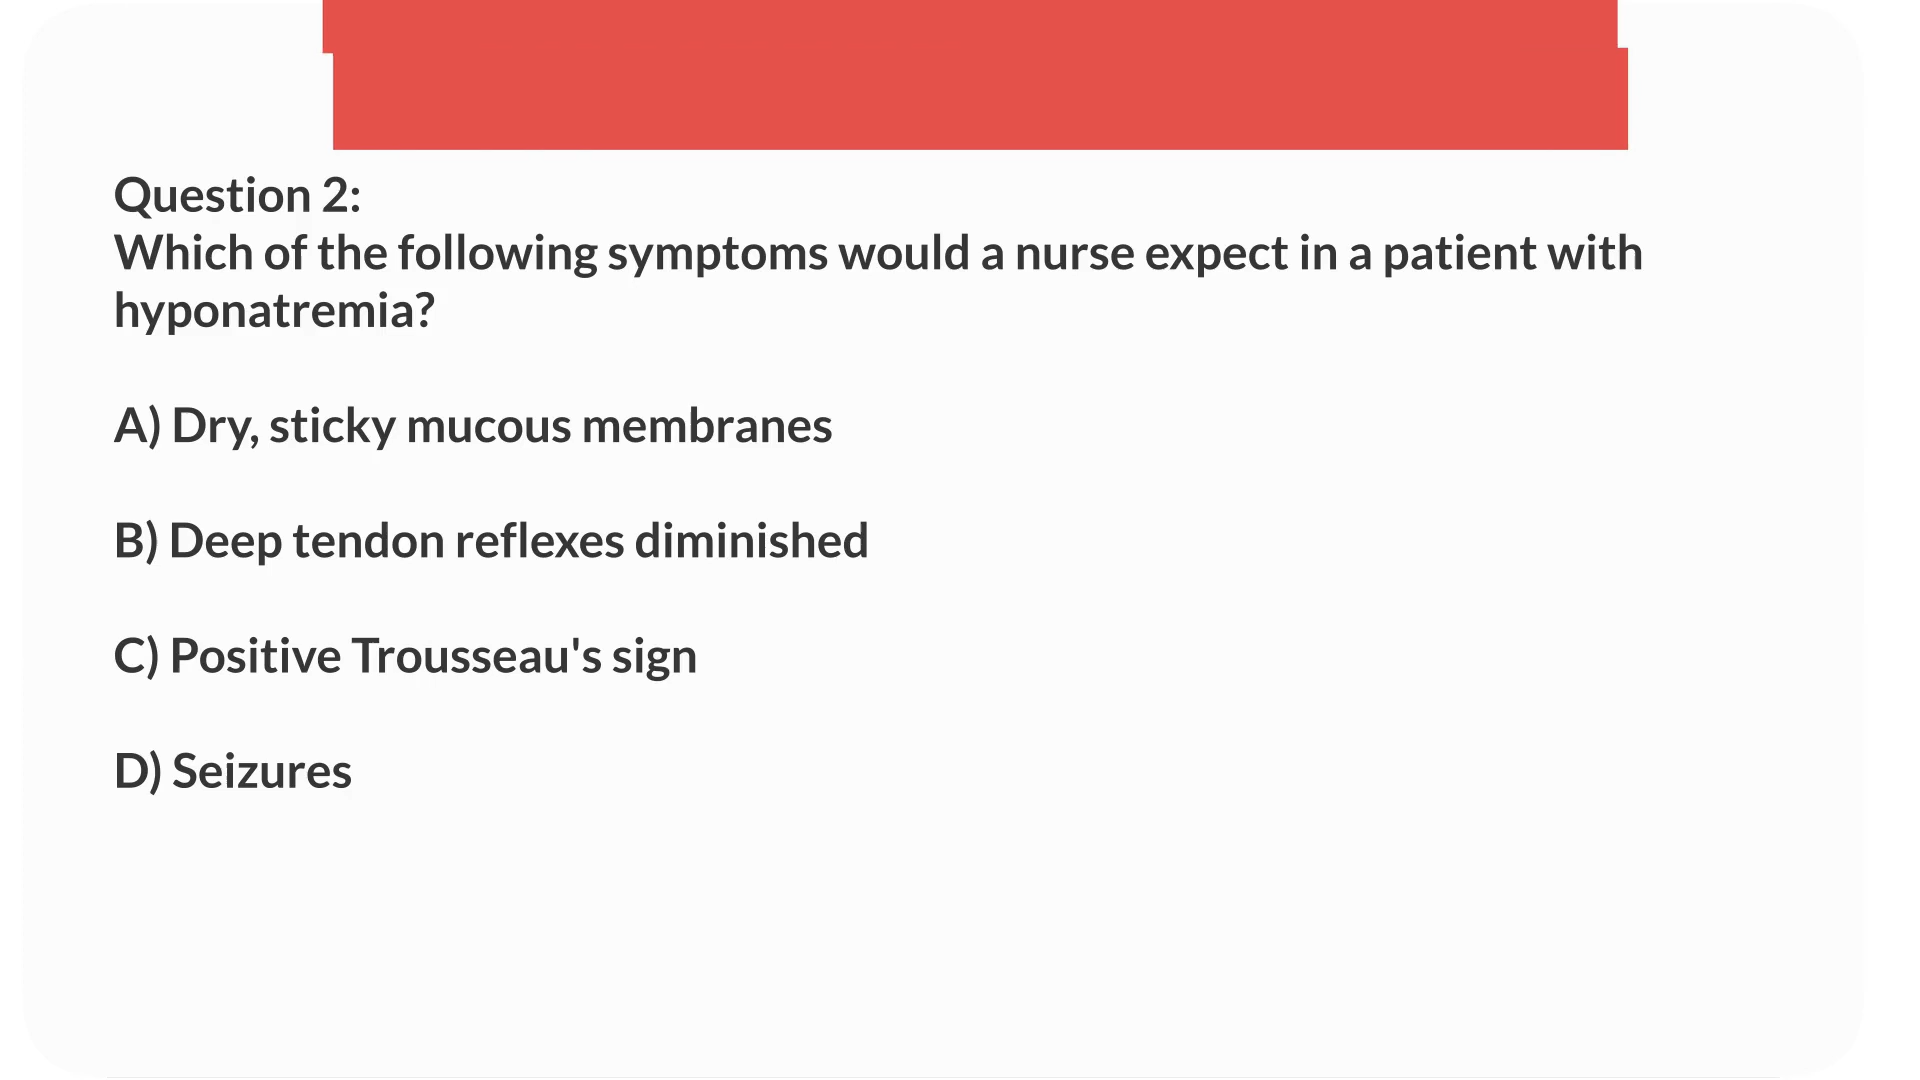 Question 2:
Which of the following symptoms would a nurse expect in a patient with
hyponatremia?
A) Dry, sticky mucous membranes
B) Deep tendon reflexes diminished
C) Positive Trousseau's sign
D) Seizures